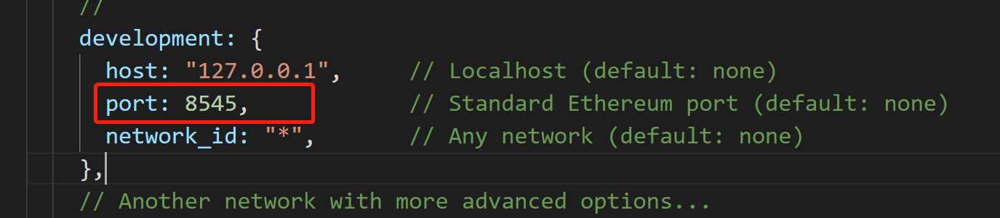 //
development: {
host: "127.0.0.1",      // Localhost (default: none)
port: 8545,             // Standard Ethereum port (default: none)
network_id: "*",        // Any network (default: none)
},
// Another network with more advanced options...